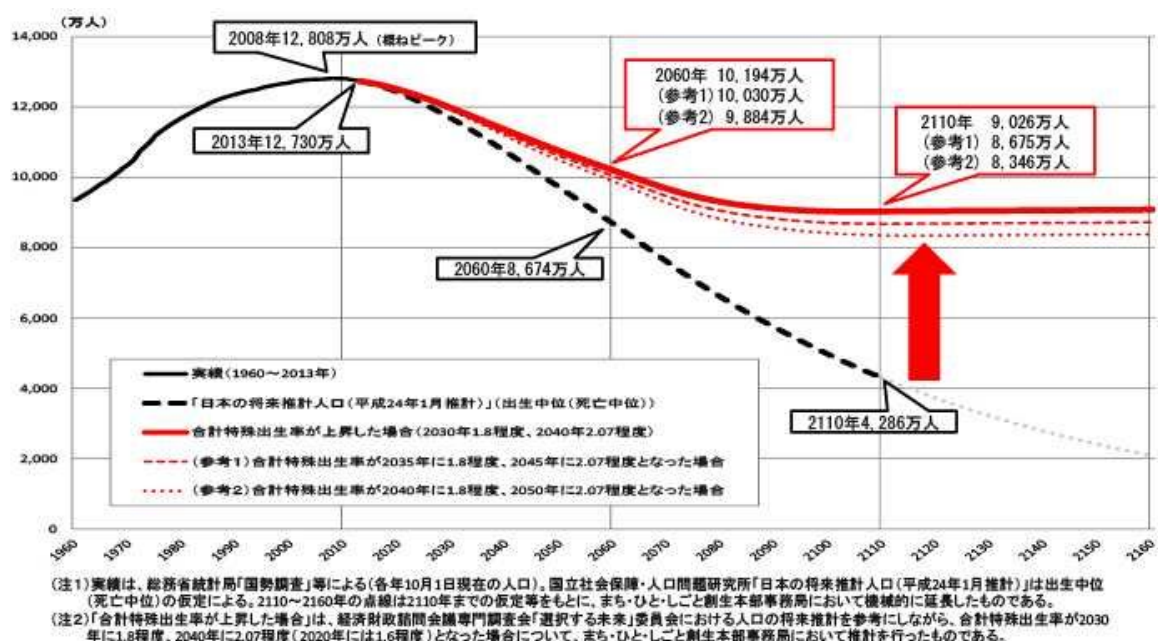 (万人)
14,000
12,000
10,000
8,000
6,000
4,000
2,000
0
2008年12,808万人 (概ねピーク)
2013年12,730万人
2060年 10,194万人
(参考1) 10,030万人
(参考2) 9,884万人
2110年 9,026万人
(参考1) 8,675万人
(参考2) 8,346万人
2060年8,674万人
2110年4,286万人
実績(1960～2013年)
「日本の将来推計人口(平成24年1月推計)」(出生中位(死亡中位))
合計特殊出生率が上昇した場合(2030年1.8程度、2040年2.07程度)
(参考1)合計特殊出生率が2035年に1.8程度、2045年に2.07程度となった場合
(参考2)合計特殊出生率が2040年に1.8程度、2050年に2.07程度となった場合
1960 1970 1980 1990 2000 2010 2020 2030 2040 2050 2060 2070 2080 2090 2100 2110 2120 2130 2140 2150 2160
(注1)実績は、総務省統計局「国勢調査」等による(各年10月1日現在の人口)。国立社会保障・人口問題研究所「日本の将来推計人口(平成24年1月推計)」は出生中位
(死亡中位)の仮定による。2110～2160年の点線は2110年までの仮定等をもとに、まち・ひと・しごと創生本部事務局において機械的に延長したものである。
(注2)「合計特殊出生率が上昇した場合」は、経済財政諮問会議専門調査会「選択する未来」委員会における人口の将来推計を参考にしながら、合計特殊出生率が2030
年に1.8程度、2040年に2.07程度(2020年には1.6程度)となった場合について、まち・ひと・しごと創生本部事務局において推計を行ったものである。